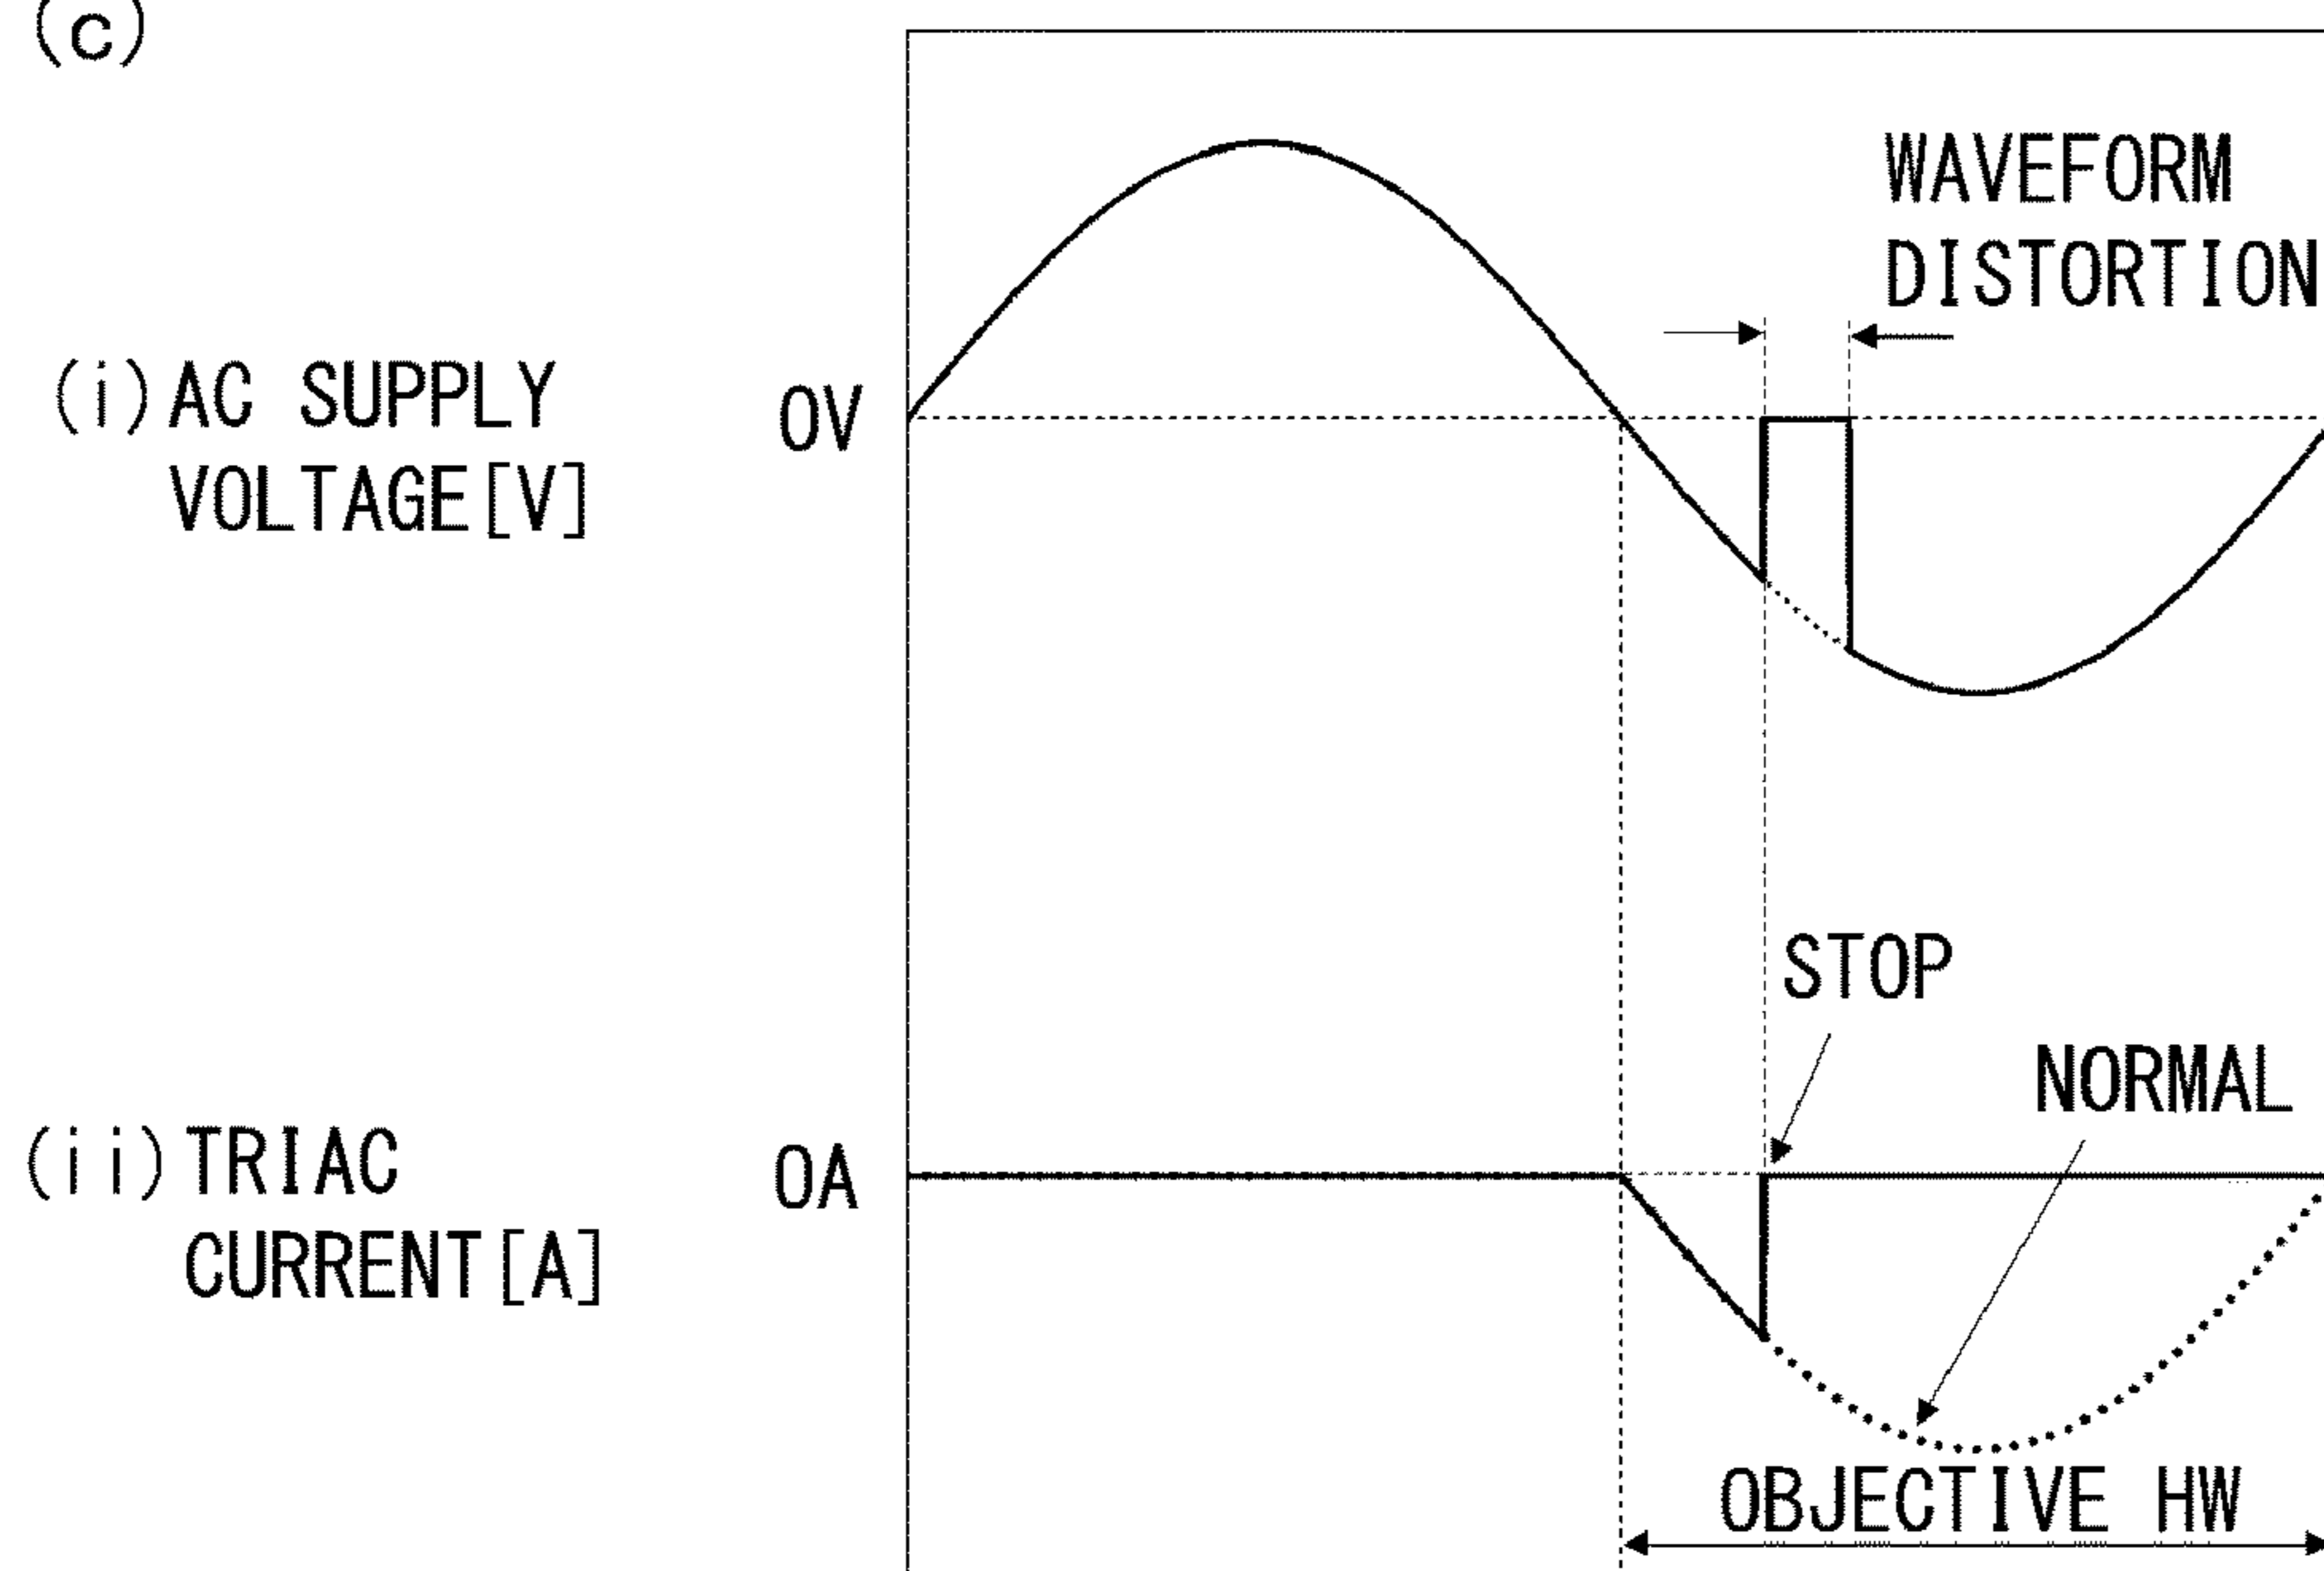 (c)
WAVEFORM
DISTORTION
(i) AC SUPPLY
VOLTAGE[V]
0V
STOP
NORMAL
(ii) TRIAC
CURRENT[A]
0A
OBJECTIVE HW